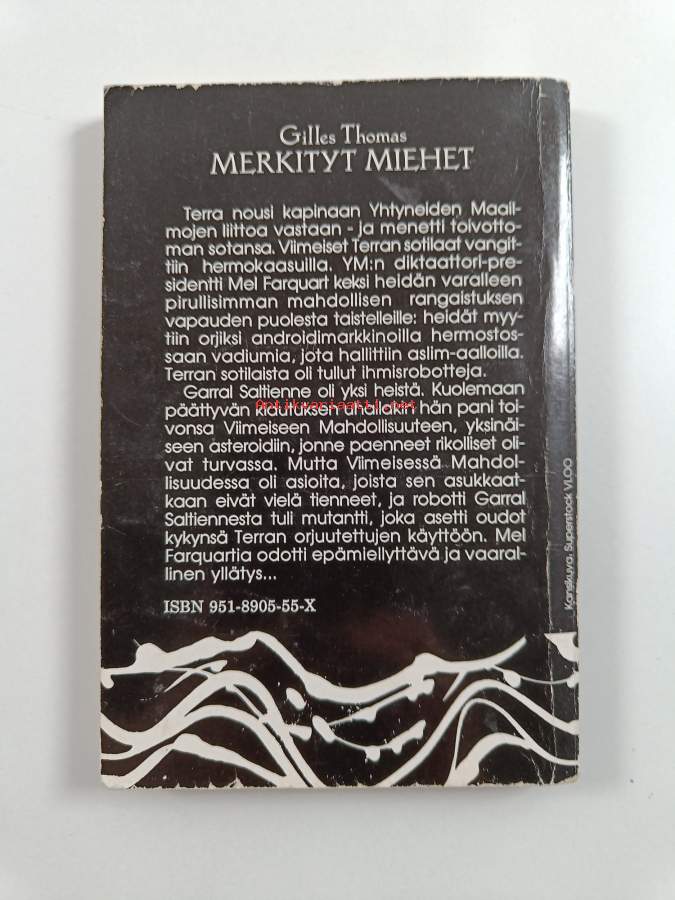 Gilles Thomas
MERKITYT MIEHET
Terra nousi kapinaan Yhtyneiden Maail-
mojen liittoa vastaan - ja menetti toivotto-
man sotansa. Viimeiset Terran sotilaat vangit-
tiin hermokaasuilla. YM:n diktaattori-pre-
sidentti Mel Farquart keksi heidän varalleen
pirullisimman mahdollisen rangaistuksen
vapauden puolesta taistelleille: heidät myy-
tiin orjiksi androidimarkkinoilla hermostos-
saan vadiumia, jota hallittiin aslim-aalloilla.
Terran sotilaista oli tullut ihmisrobotteja.
Garral Saltienne oli yksi heistä. Kuolemaan
päättyvän kidutuksen uhallakin hän pani toi-
vonsa Viimeiseen Mahdollisuuteen, yksinäi-
seen asteroidiin, jonne paenneet rikolliset oli-
vat turvassa. Mutta Viimeisessä Mahdol-
lisuudessa oli asioita, joista sen asukkaat-
kaan eivät vielä tienneet, ja robotti Garral
Saltiennesta tuli mutantti, joka asetti oudot
kykynsä Terran orjuutettujen käyttöön. Mel
Farquartia odotti epämiellyttävä ja vaaral-
linen yllätys...
ISBN 951-8905-55-X
Kansikuva: Superstock VLOO
Antikvariaatti.net